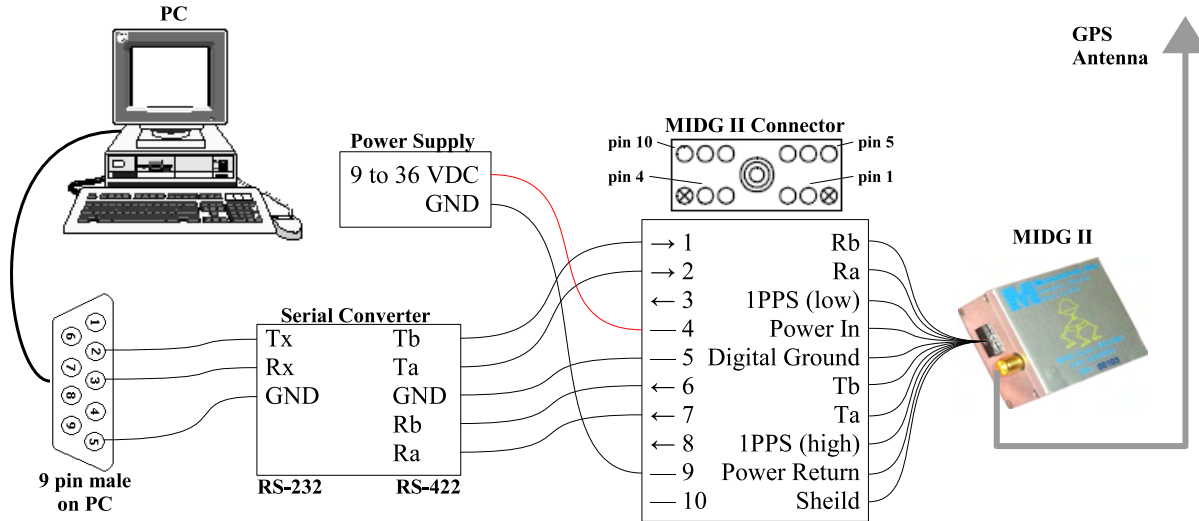 PC
GPS
Antenna
Power Supply
9 to 36 VDC
GND
MIDG II Connector
pin 10
pin 5
pin 4
pin 1
MIDG II
→ 1 Rb
→ 2 Ra
← 3 1PPS (low)
— 4 Power In
— 5 Digital Ground
← 6 Tb
← 7 Ta
← 8 1PPS (high)
— 9 Power Return
— 10 Sheild
Serial Converter
Tx Tb
Rx Ta
GND GND
Rb
Ra
RS-232 RS-422
1
6
2
7
3
8
4
9
5
9 pin male
on PC